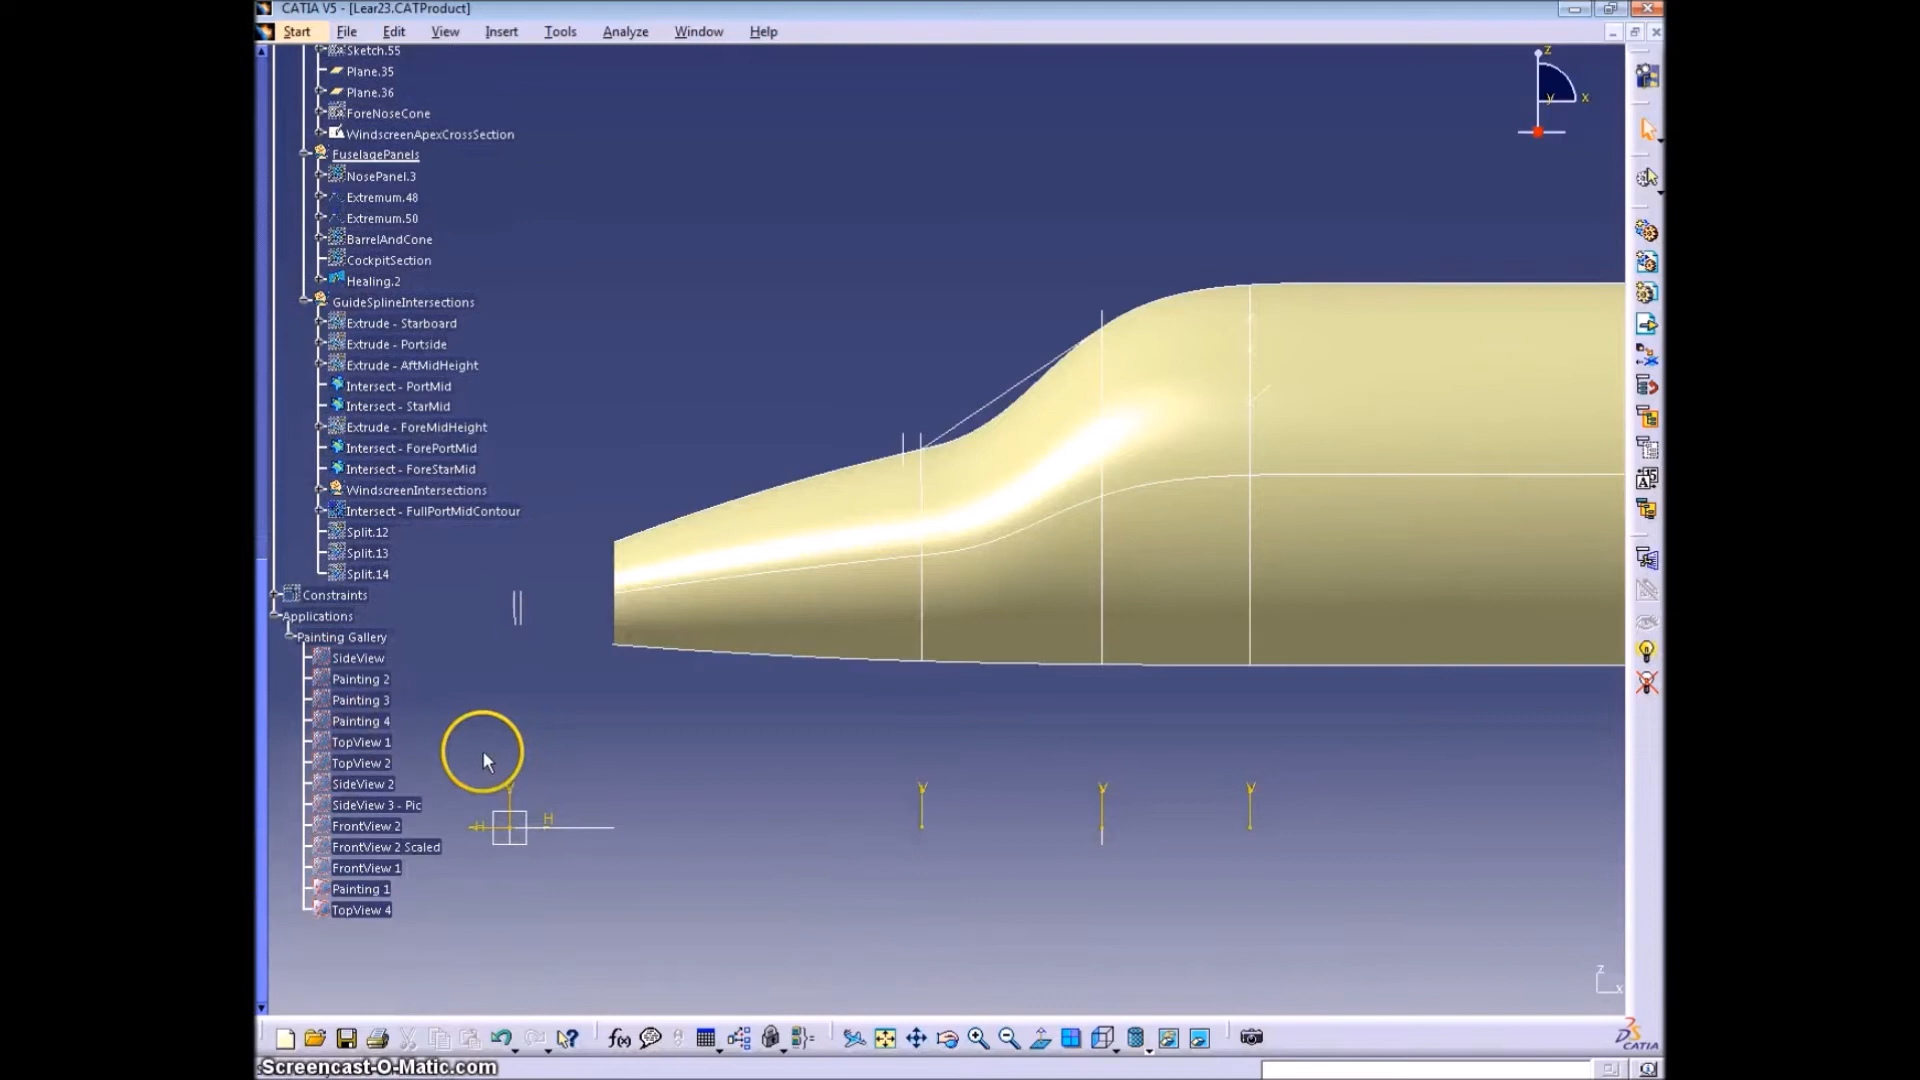 CATIA V5 - [Lear23.CATProduct]
Start File Edit View Insert Tools Analyze Window Help
Sketch.55
Plane.35
Plane.36
ForeNoseCone
WindscreenApexCrossSection
FuselagePanels
NosePanel.3
Extremum.48
Extremum.50
BarrelAndCone
CockpitSection
Healing.2
GuideSplineIntersections
Extrude - Starboard
Extrude - Portside
Extrude - AftMidHeight
Intersect - PortMid
Intersect - StarMid
Extrude - ForeMidHeight
Intersect - ForePortMid
Intersect - ForeStarMid
WindscreenIntersections
Intersect - FullPortMidContour
Split.12
Split.13
Split.14
Constraints
Applications
Painting Gallery
SideView
Painting 2
Painting 3
Painting 4
TopView 1
TopView 2
SideView 2
SideView 3 - Pic
FrontView 2
FrontView 2 Scaled
FrontView 1
Painting 1
TopView 4
z
y x
V V V
H H
z
x
f(x)
CATIA
Screencast-O-Matic.com